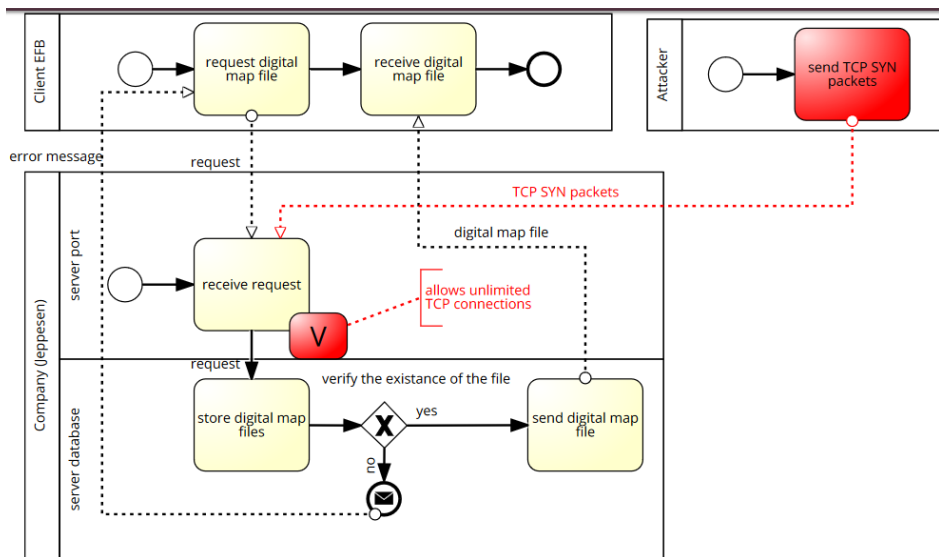 Client EFB
request digital
map file
receive digital
map file
Attacker
send TCP SYN
packets
error message
request
TCP SYN packets
digital map file
Company (Jeppesen)
server port
receive request
allows unlimited
TCP connections
V
request
server database
verify the existance of the file
store digital map
files
X
yes
send digital map
file
no